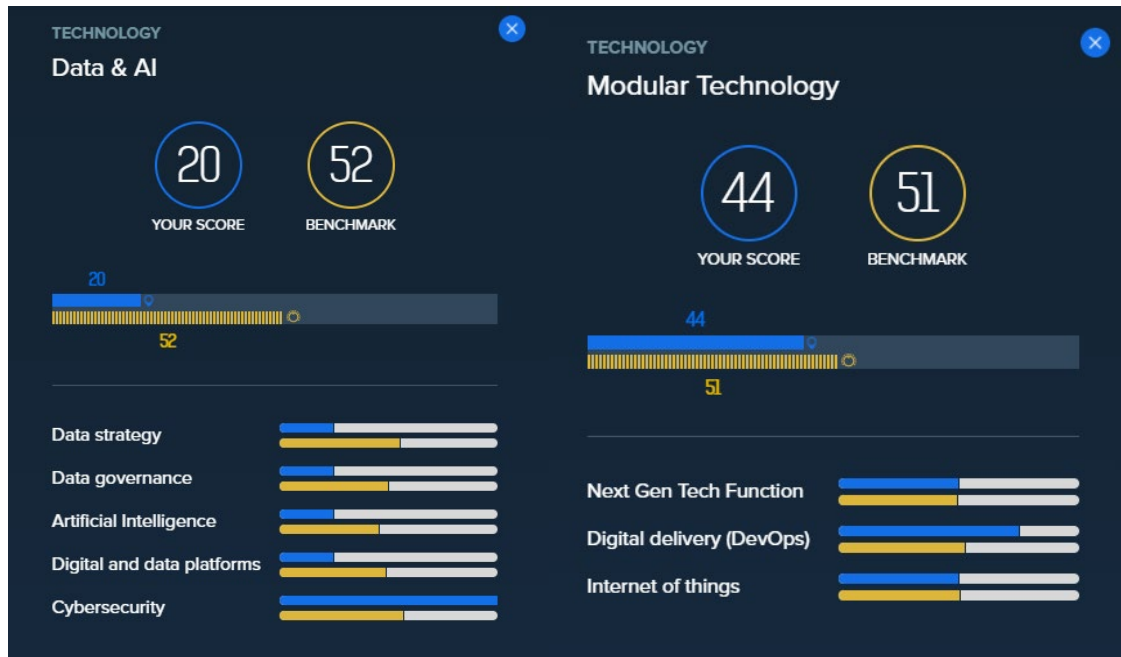 TECHNOLOGY
Data & AI
20
52
YOUR SCORE
BENCHMARK
20
52
Data strategy
Data governance
Artificial Intelligence
Digital and data platforms
Cybersecurity
TECHNOLOGY
Modular Technology
44
51
YOUR SCORE
BENCHMARK
44
51
Next Gen Tech Function
Digital delivery (DevOps)
Internet of things